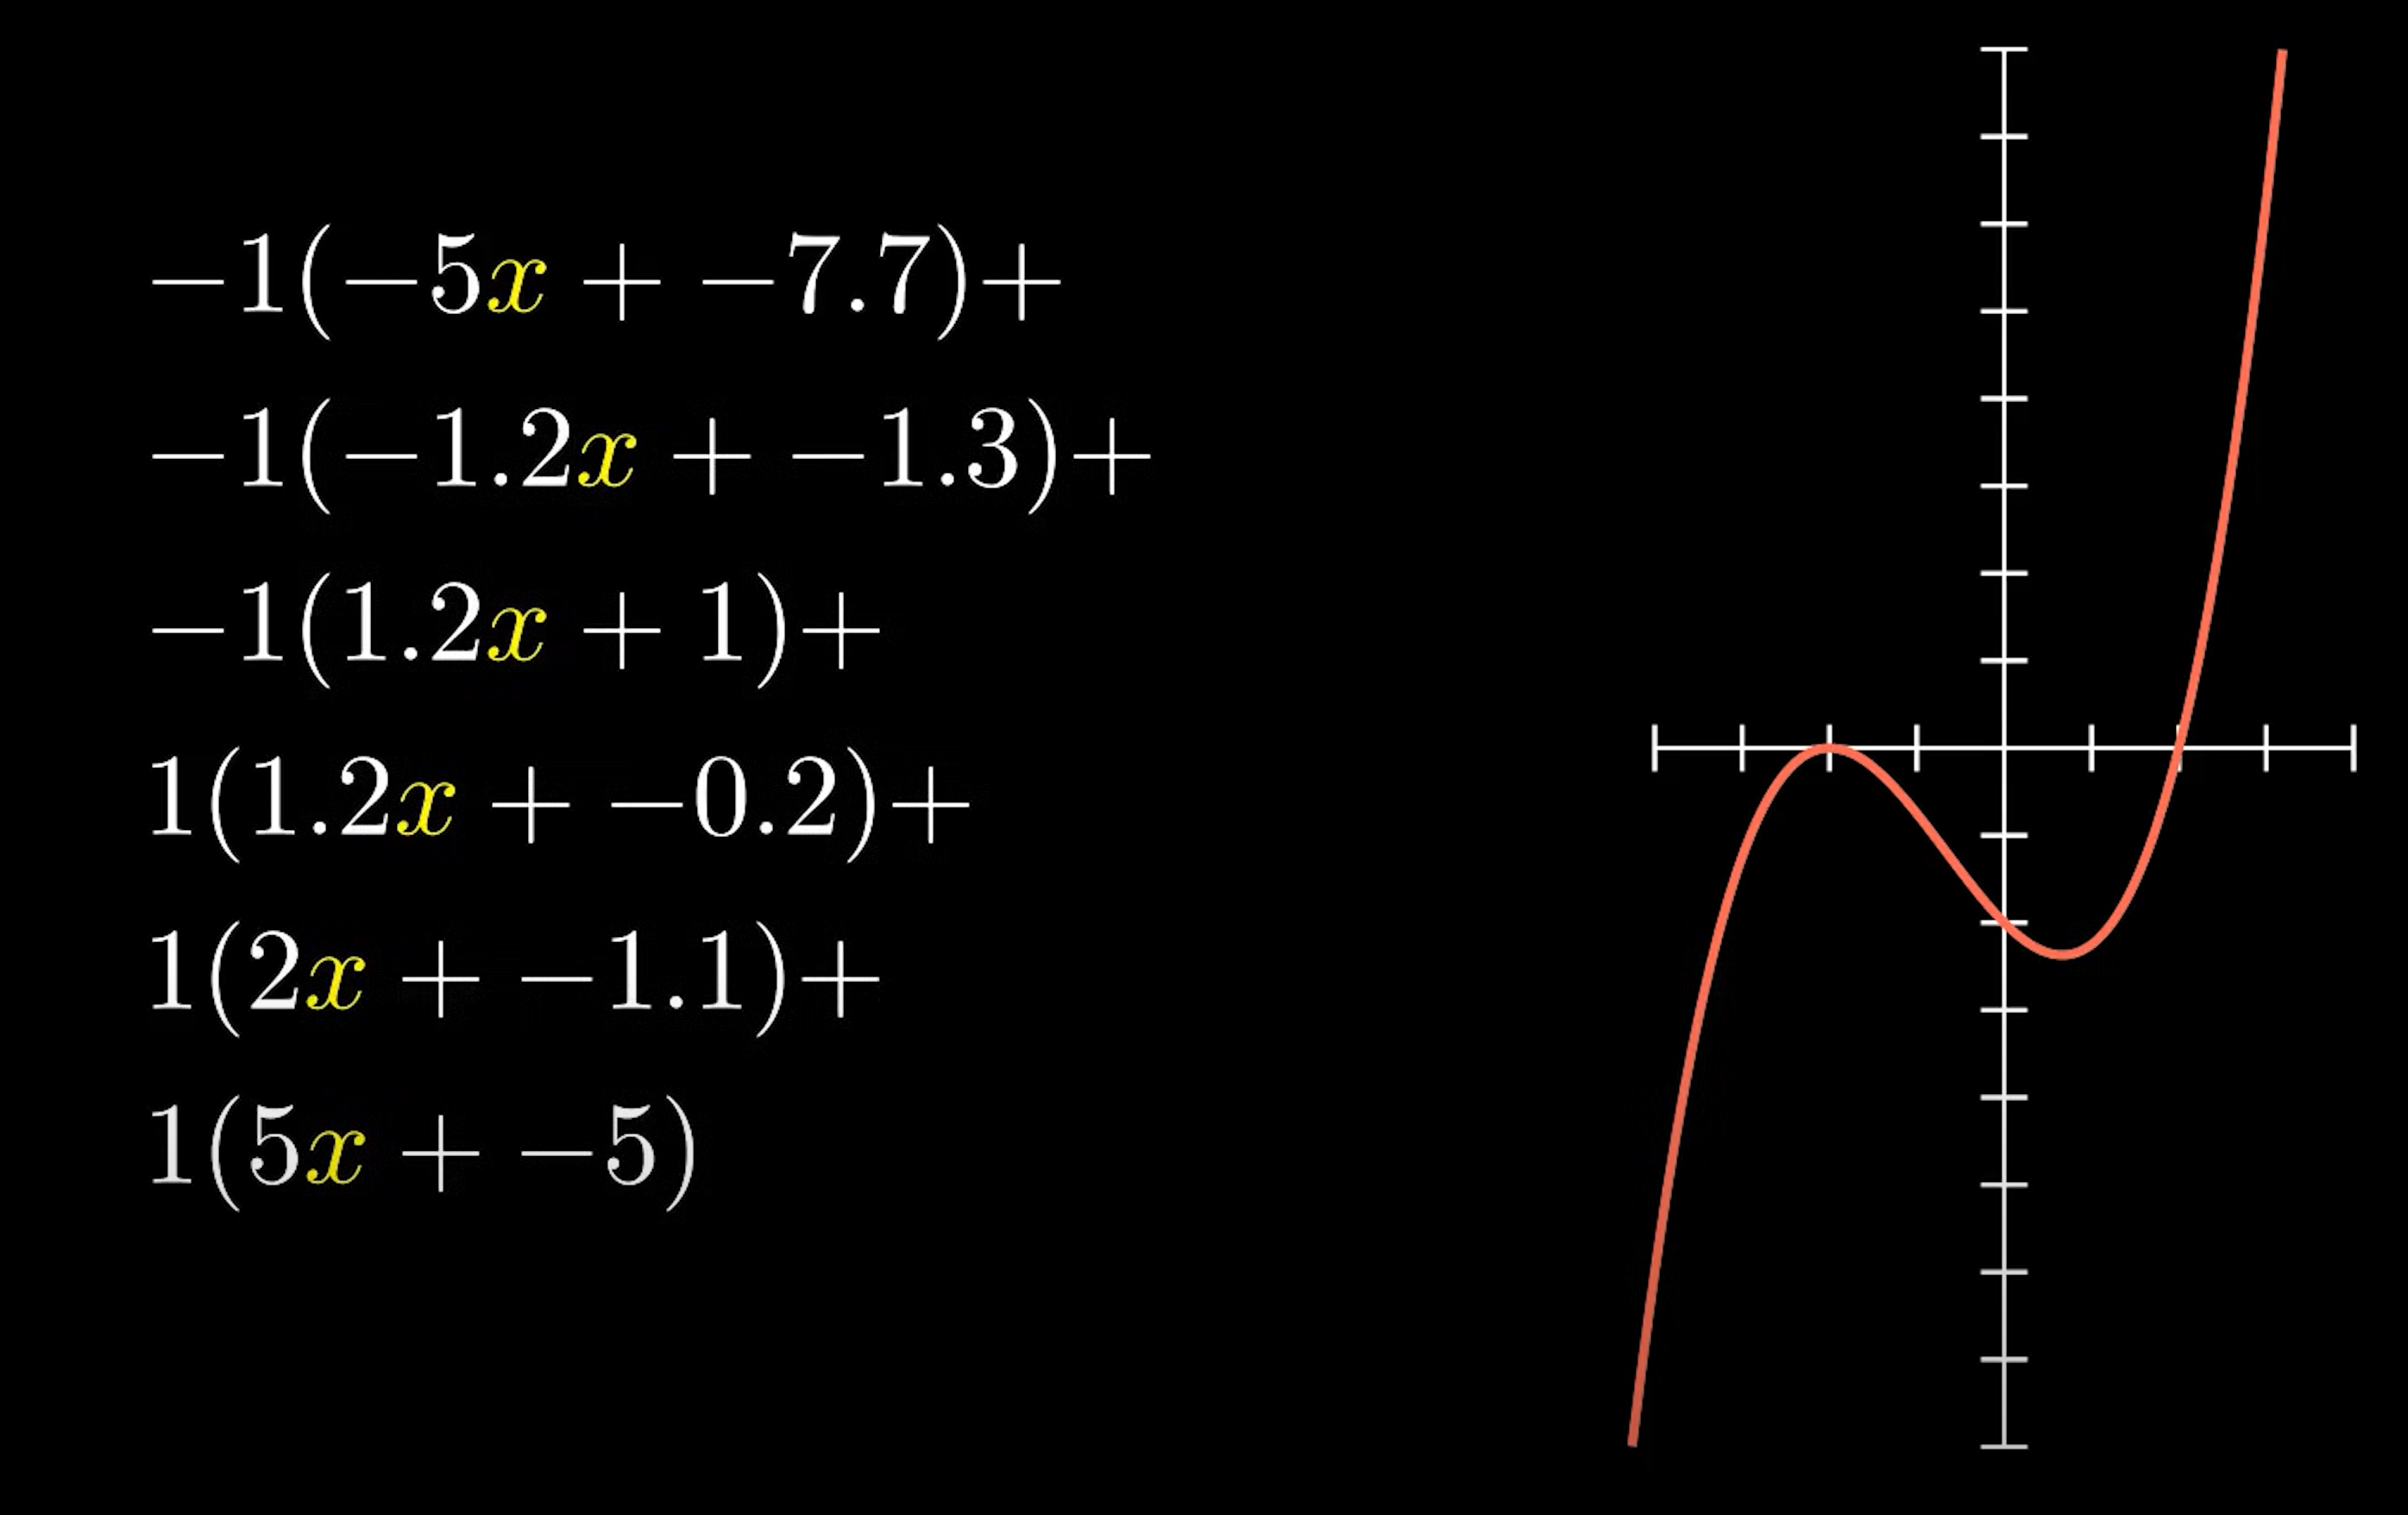 −1(−5x + −7.7)+
−1(−1.2x + −1.3)+
−1(1.2x + 1)+
1(1.2x + −0.2)+
1(2x + −1.1)+
1(5x + −5)